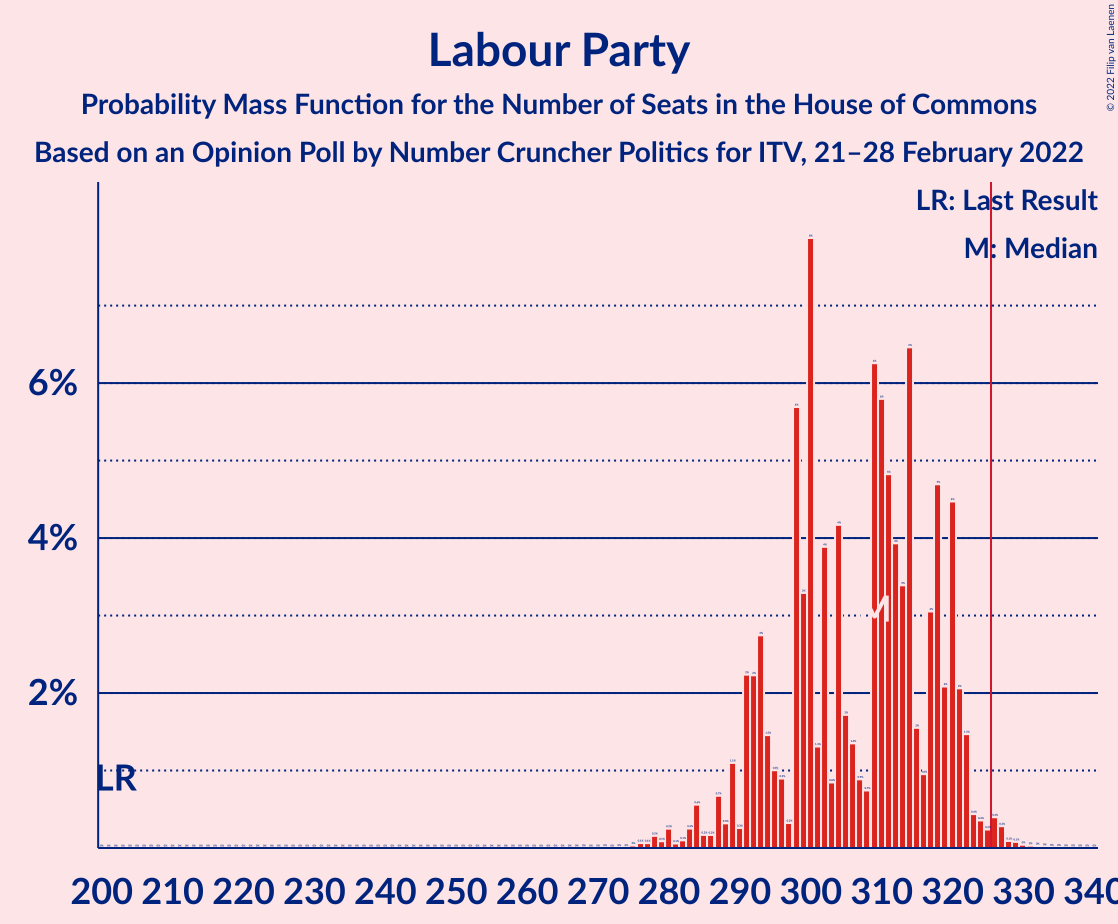 Labour Party
Probability Mass Function for the Number of Seats in the House of Commons
Based on an Opinion Poll by Number Cruncher Politics for ITV, 21–28 February 2022
© 2022 Filip van Laenen
LR: Last Result
M: Median
6%
4%
2%
LR
M
200 210 220 230 240 250 260 270 280 290 300 310 320 330 340